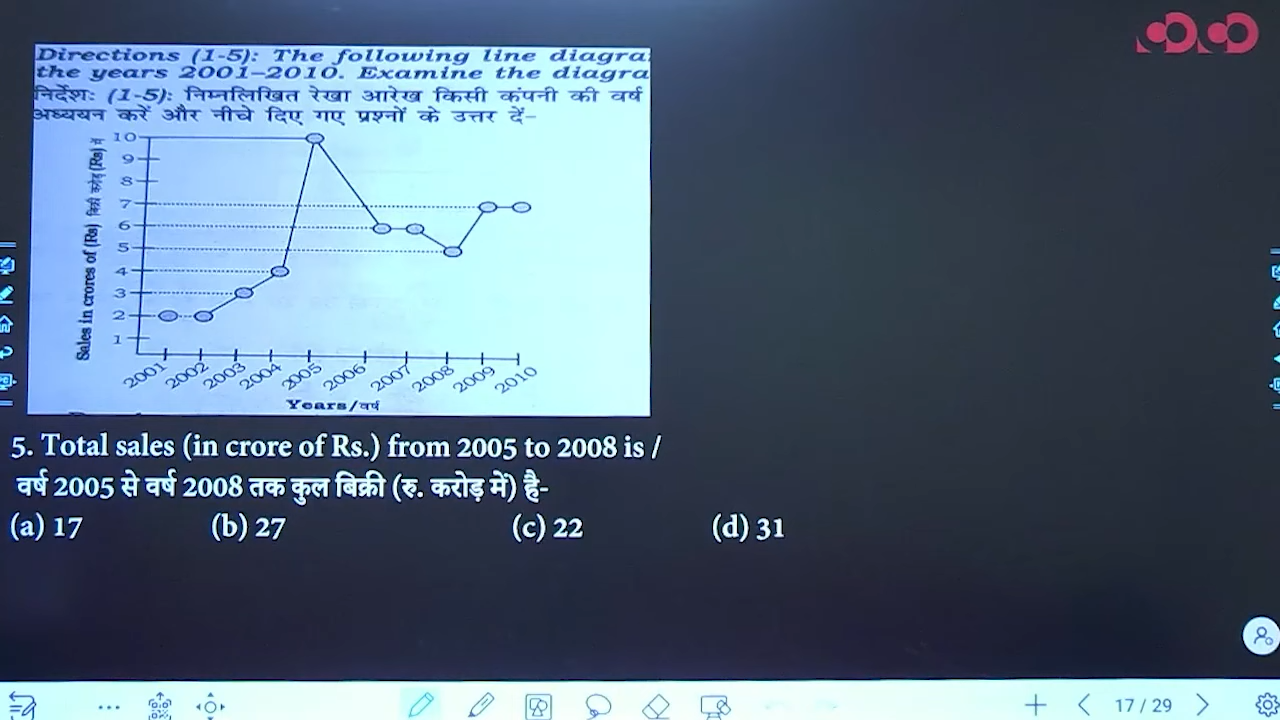 Directions (1-5): The following line diagra
the years 2001–2010. Examine the diagra
निर्देशः (1-5): निम्नलिखित रेखा आरेख किसी कंपनी की वर्ष
अध्ययन करें और नीचे दिए गए प्रश्नों के उत्तर दें–
Sales in crores of (Rs) बिक्री करोड़ (Rs) में
10
9
8
7
6
5
4
3
2
1
2001 2002 2003 2004 2005 2006 2007 2008 2009 2010
Years/वर्ष
5. Total sales (in crore of Rs.) from 2005 to 2008 is /
वर्ष 2005 से वर्ष 2008 तक कुल बिक्री (रु. करोड़ में) है-
(a) 17 (b) 27 (c) 22 (d) 31
17 / 29